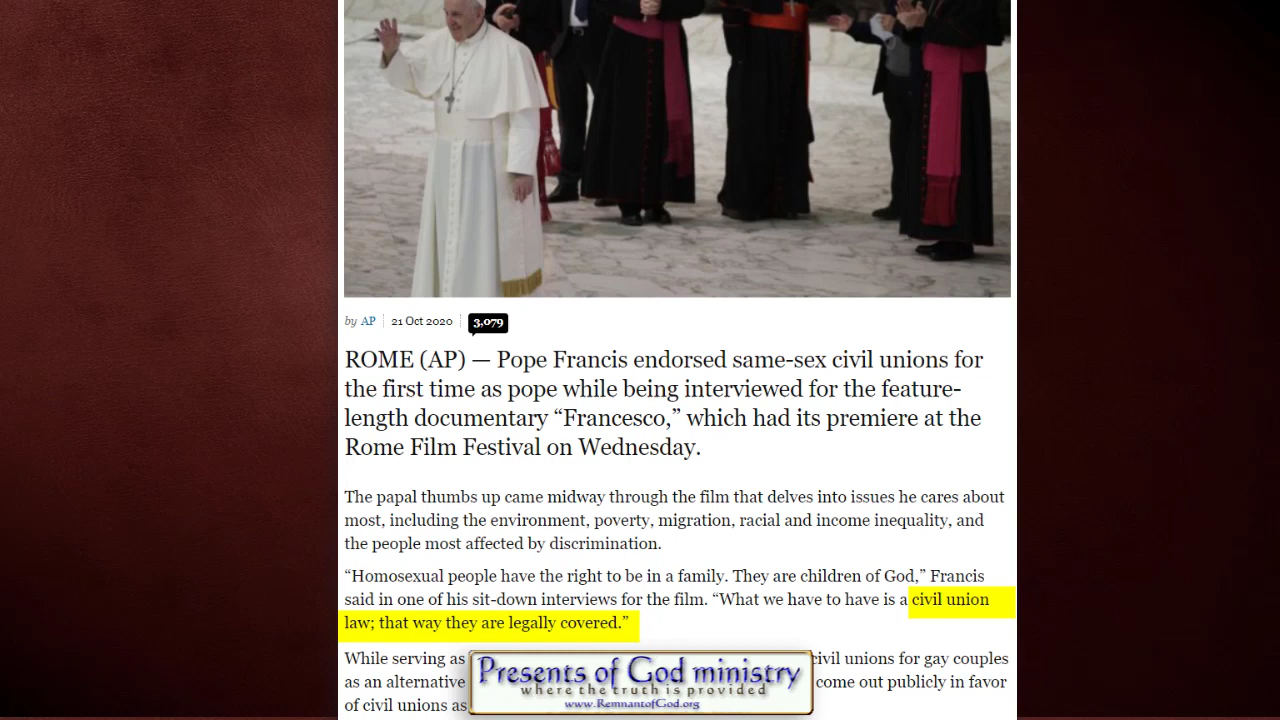 by AP 21 Oct 2020 3,079
ROME (AP) — Pope Francis endorsed same-sex civil unions for
the first time as pope while being interviewed for the feature-
length documentary “Francesco,” which had its premiere at the
Rome Film Festival on Wednesday.
The papal thumbs up came midway through the film that delves into issues he cares about
most, including the environment, poverty, migration, racial and income inequality, and
the people most affected by discrimination.
“Homosexual people have the right to be in a family. They are children of God,” Francis
said in one of his sit-down interviews for the film. “What we have to have is a civil union
law; that way they are legally covered.”
While serving as civil unions for gay couples
as an alternative come out publicly in favor
of civil unions as
Presents of God ministry
where the truth is provided
www.RemnantofGod.org